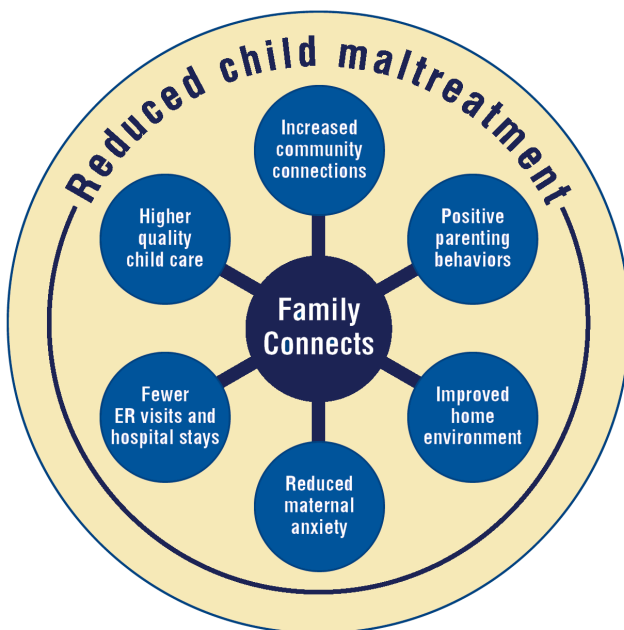 Reduced child maltreatment
Increased
community
connections
Positive
parenting
behaviors
Improved
home
environment
Reduced
maternal
anxiety
Fewer
ER visits and
hospital stays
Higher
quality
child care
Family
Connects